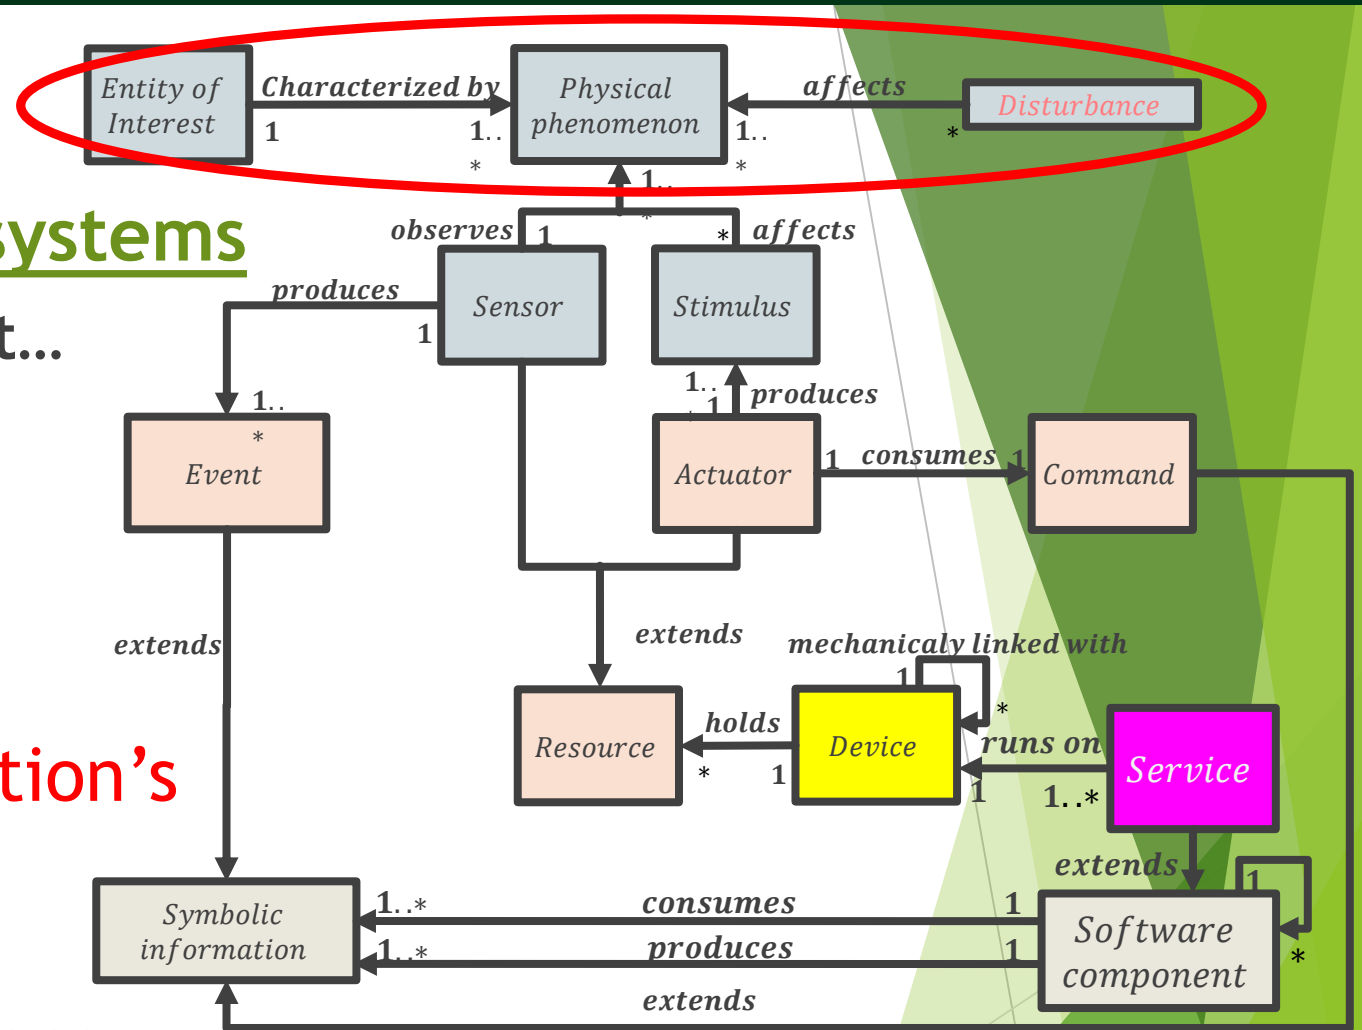 Entity of
Interest
Characterized by
1
1..
*
Physical
phenomenon
affects
1..
*
*
Disturbance
1..
*
systems
observes
1
*
affects
produces
1
Sensor
Stimulus
t...
1..
*
1..
*
1
produces
Event
Actuator
1
consumes
1
Command
extends
extends
mechanicaly linked with
1
*
Resource
holds
*
1
Device
runs on
1
1..*
Service
tion's
extends
1
*
Symbolic
information
1..*
consumes
1
1..*
produces
1
Software
component
extends